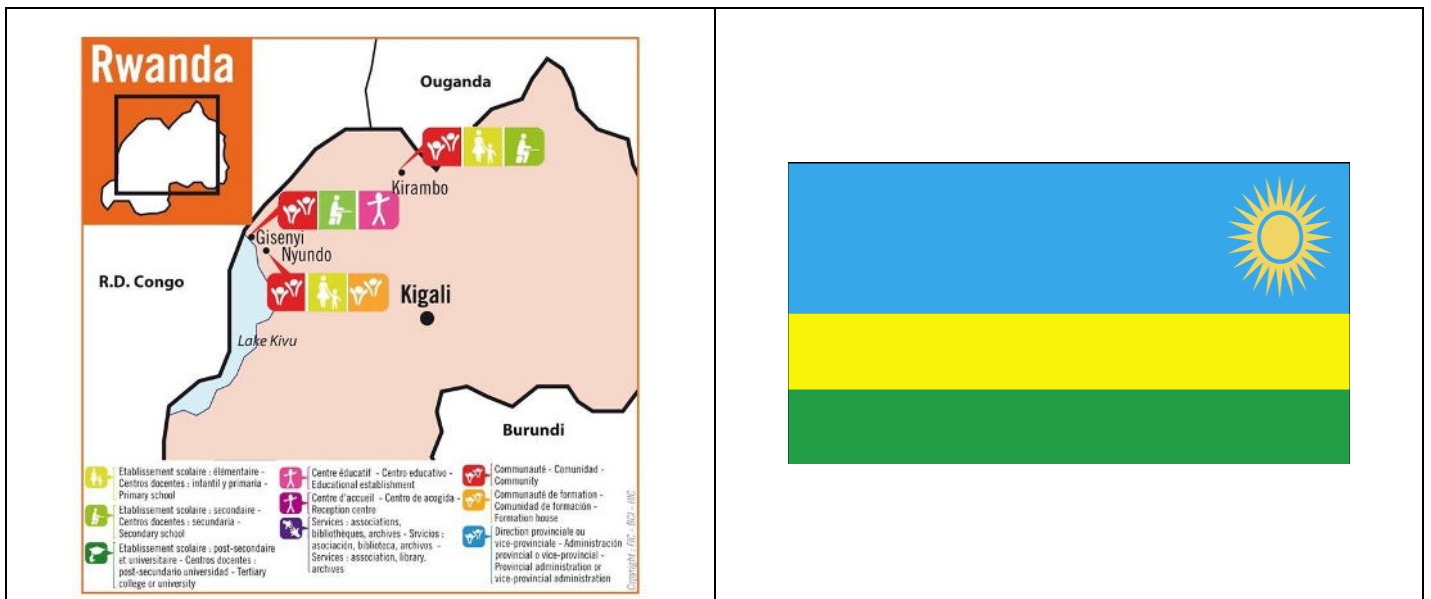 Rwanda
Ouganda
Kirambo
Gisenyi
Nyundo
R.D. Congo
Kigali
Lake Kivu
Burundi
Etablissement scolaire : élémentaire -
Centros docentes : infantil y primaria -
Primary school
Etablissement scolaire : secondaire -
Centros docentes : secundaria -
Secondary school
Etablissement scolaire : post-secondaire
et universitaire - Centros docentes :
post-secundario universidad - Tertiary
college or university
Centre éducatif - Centro educativo -
Educational establishment
Centre d'accueil - Centro de acogida -
Reception centre
Services : associations,
bibliothèques, archives - Srvicios :
asociación, biblioteca, archivos -
Services : association, library,
archives
Communauté - Comunidad -
Community
Communauté de formation -
Comunidad de formación -
Formation house
Direction provinciale ou
vice-provinciale - Administración
provincial o vice-provincial -
Provincial administration or
vice-provincial administration
Copyright : FIC - BCI - IIIC